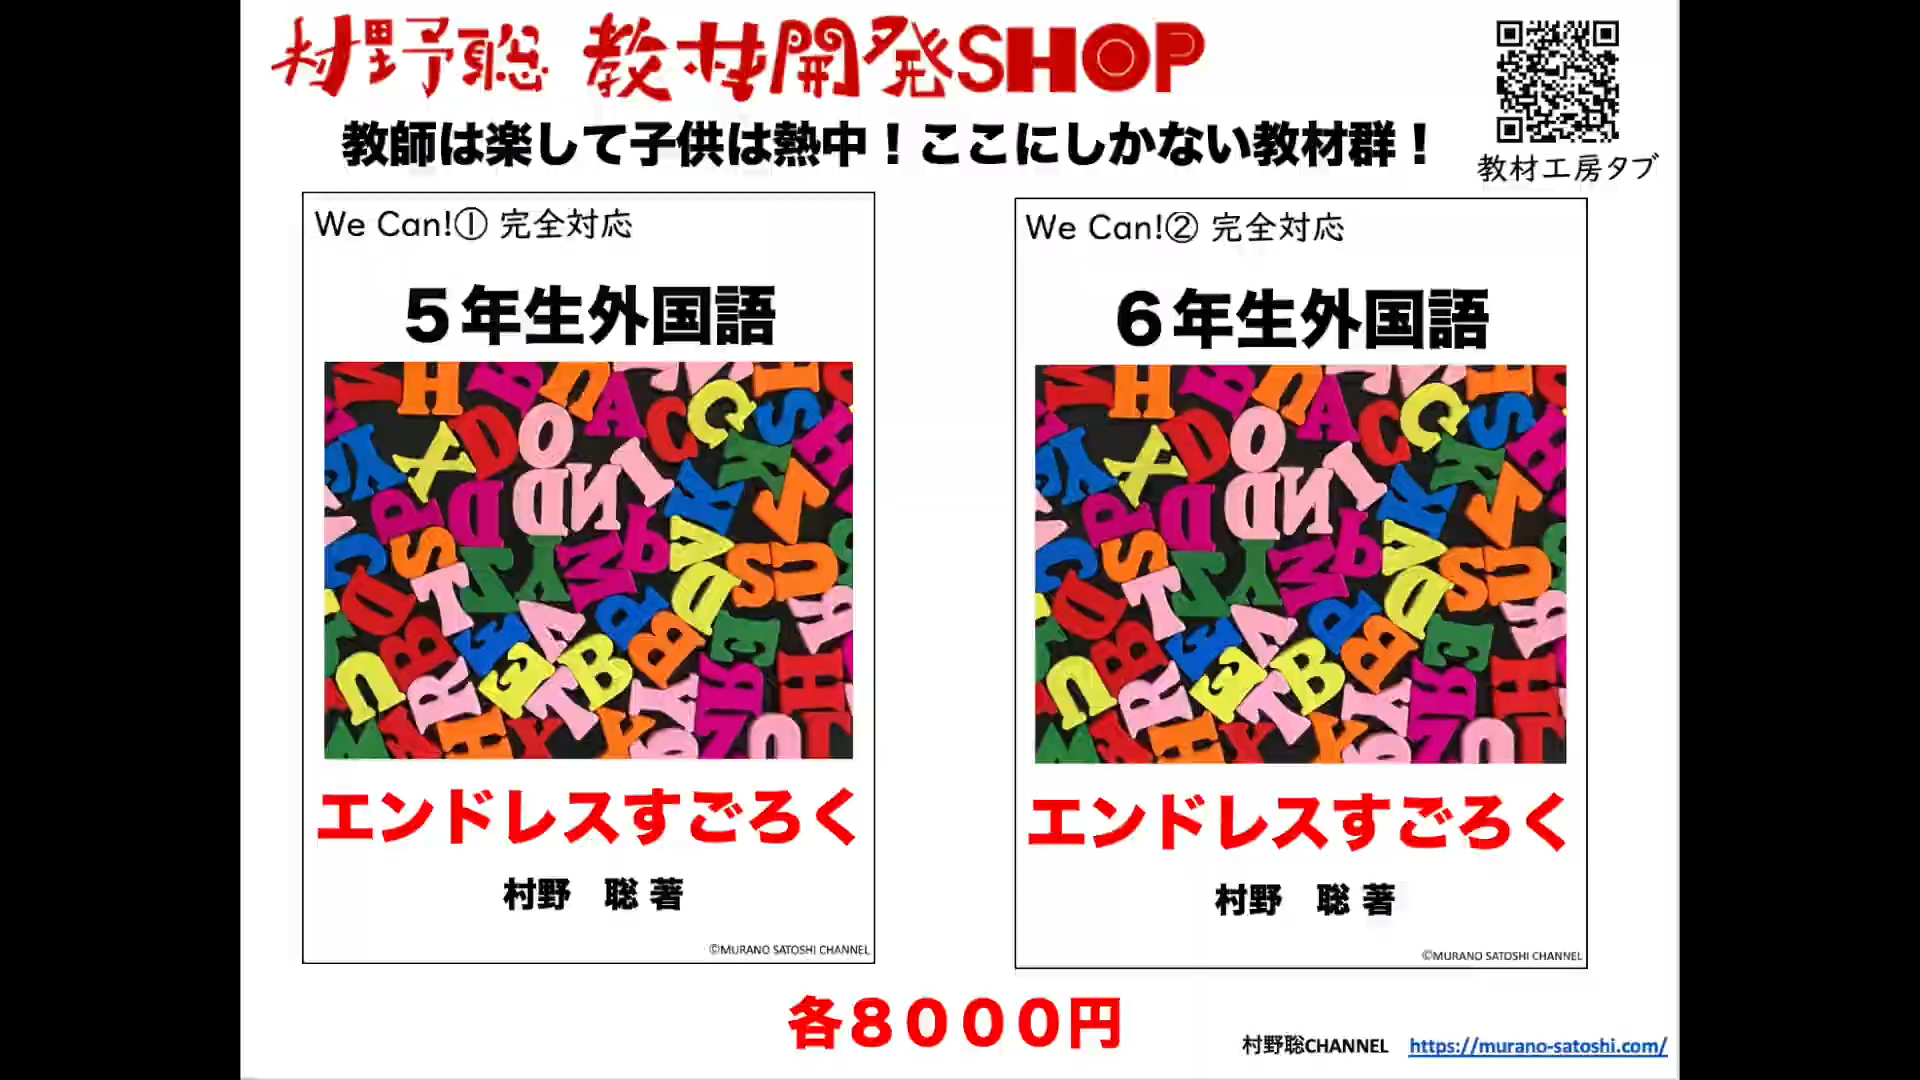 村野聡 教材開発SHOP
教師は楽して子供は熱中！ここにしかない教材群！
教材工房タブ
We Can!① 完全対応
５年生外国語
エンドレスすごろく
村野　聡 著
©MURANO SATOSHI CHANNEL
We Can!② 完全対応
６年生外国語
エンドレスすごろく
村野　聡 著
©MURANO SATOSHI CHANNEL
各８０００円
村野聡CHANNEL　https://murano-satoshi.com/